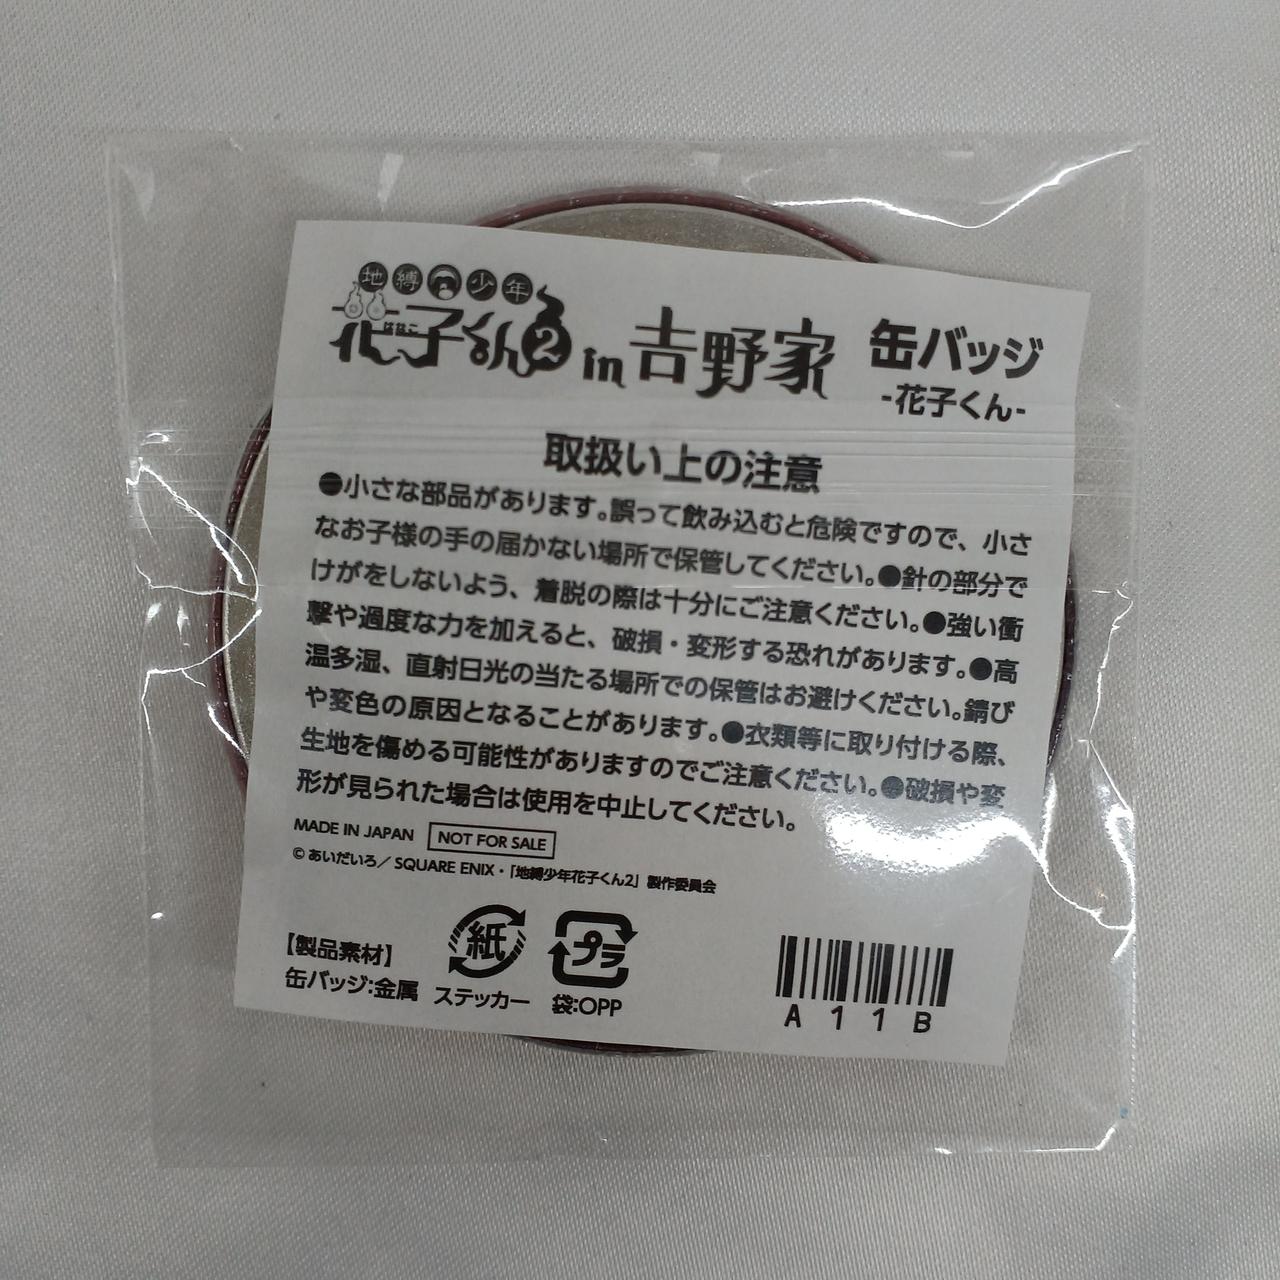 地縛少年
はなこ
花子くん2 in 吉野家 缶バッジ
-花子くん-
取扱い上の注意
●小さな部品があります。誤って飲み込むと危険ですので、小さ
なお子様の手の届かない場所で保管してください。●針の部分で
けがをしないよう、着脱の際は十分にご注意ください。●強い衝
撃や過度な力を加えると、破損・変形する恐れがあります。●高
温多湿、直射日光の当たる場所での保管はお避けください。錆び
や変色の原因となることがあります。●衣類等に取り付ける際、
生地を傷める可能性がありますのでご注意ください。●破損や変
形が見られた場合は使用を中止してください。
MADE IN JAPAN NOT FOR SALE
© あいだいろ／SQUARE ENIX・「地縛少年花子くん2」製作委員会
【製品素材】 紙 プラ
缶バッジ:金属 ステッカー 袋:OPP
A11B